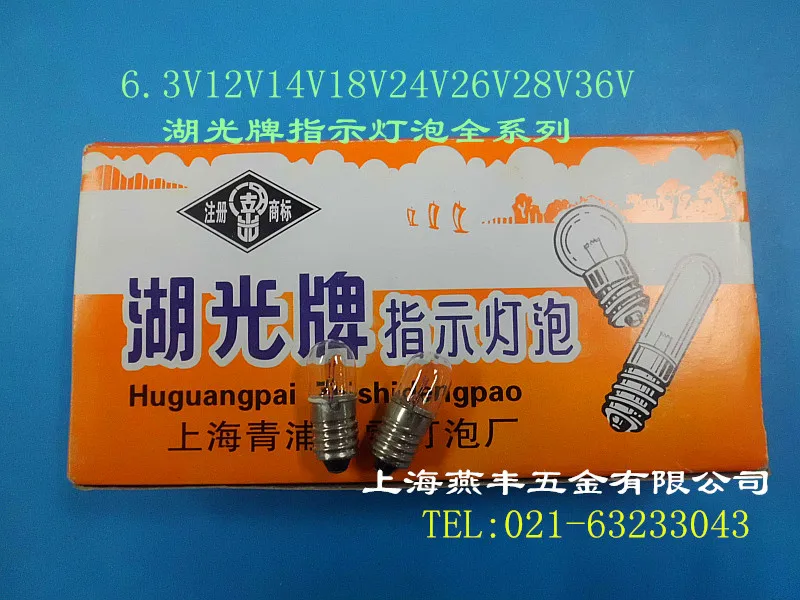 6.3V12V14V18V24V26V28V36V
湖光牌指示灯泡全系列
注册 商标
湖光牌 指示灯泡
Huguangpai
上海青浦 灯泡厂
上海燕丰五金有限公司
TEL:021-63233043